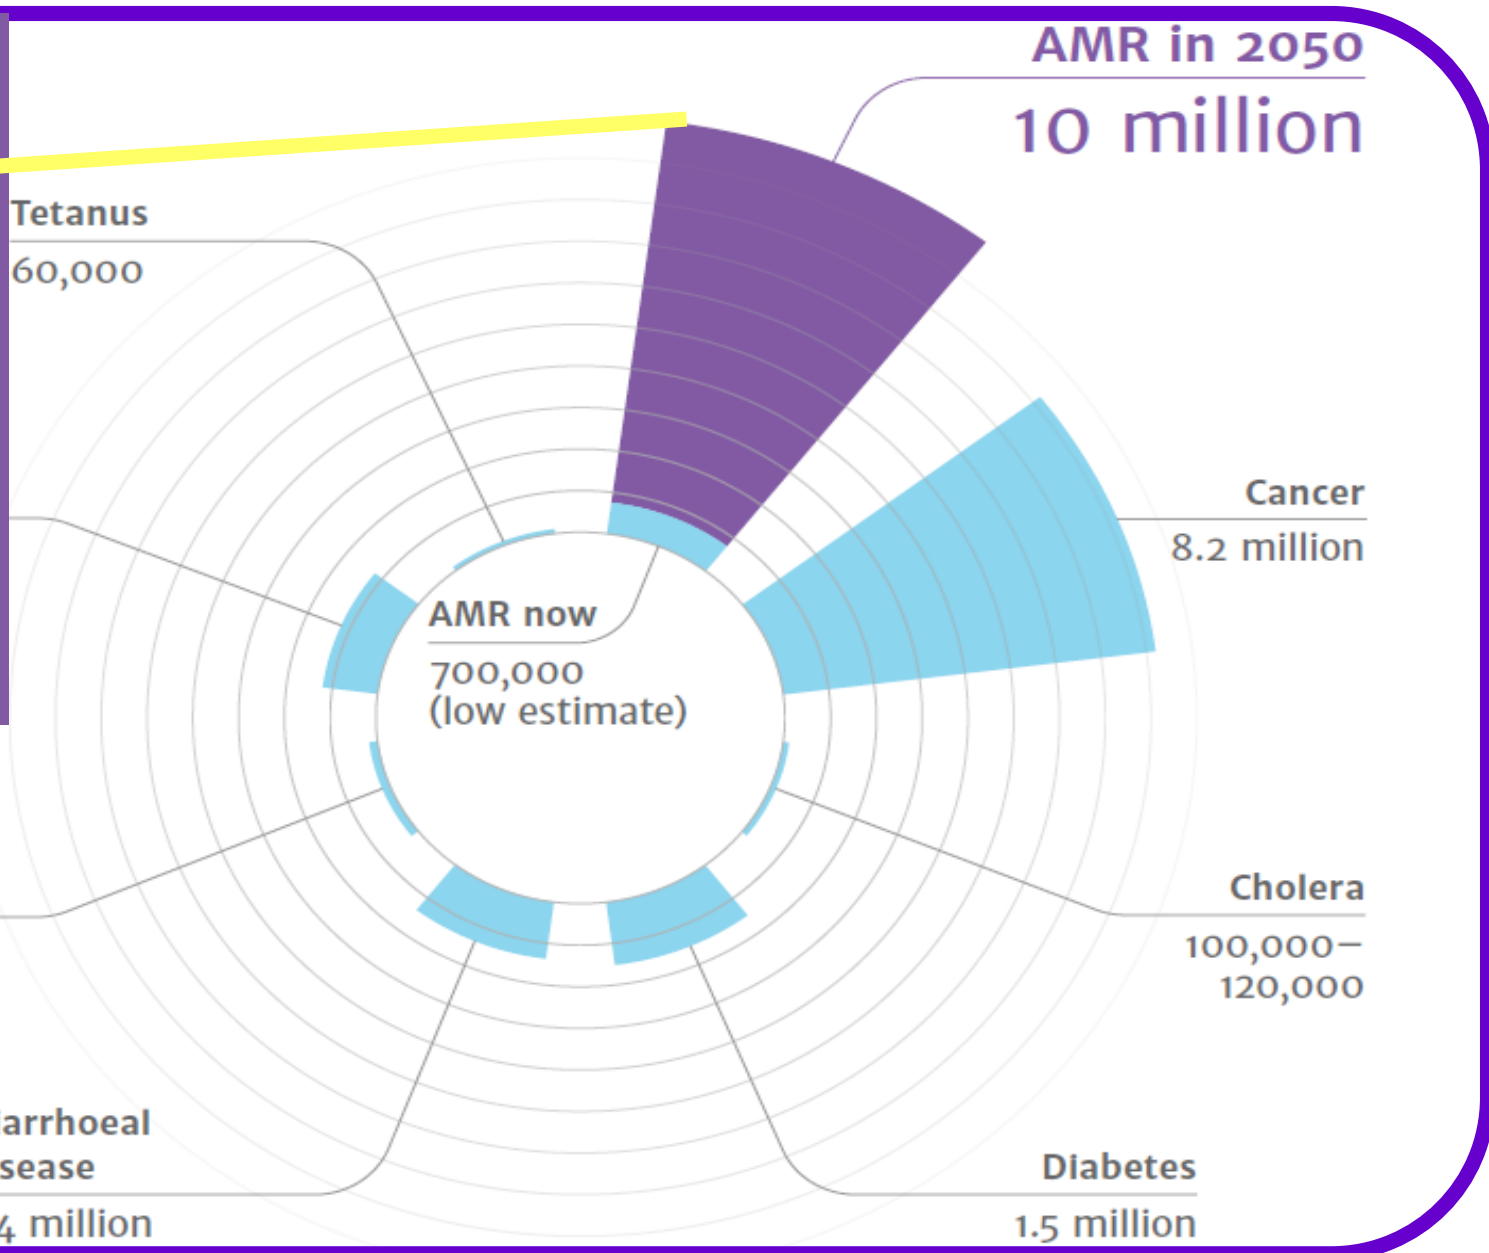 AMR in 2050
10 million
Tetanus
60,000
Cancer
8.2 million
AMR now
700,000
(low estimate)
Cholera
100,000–
120,000
arrhoeal
sease
4 million
Diabetes
1.5 million